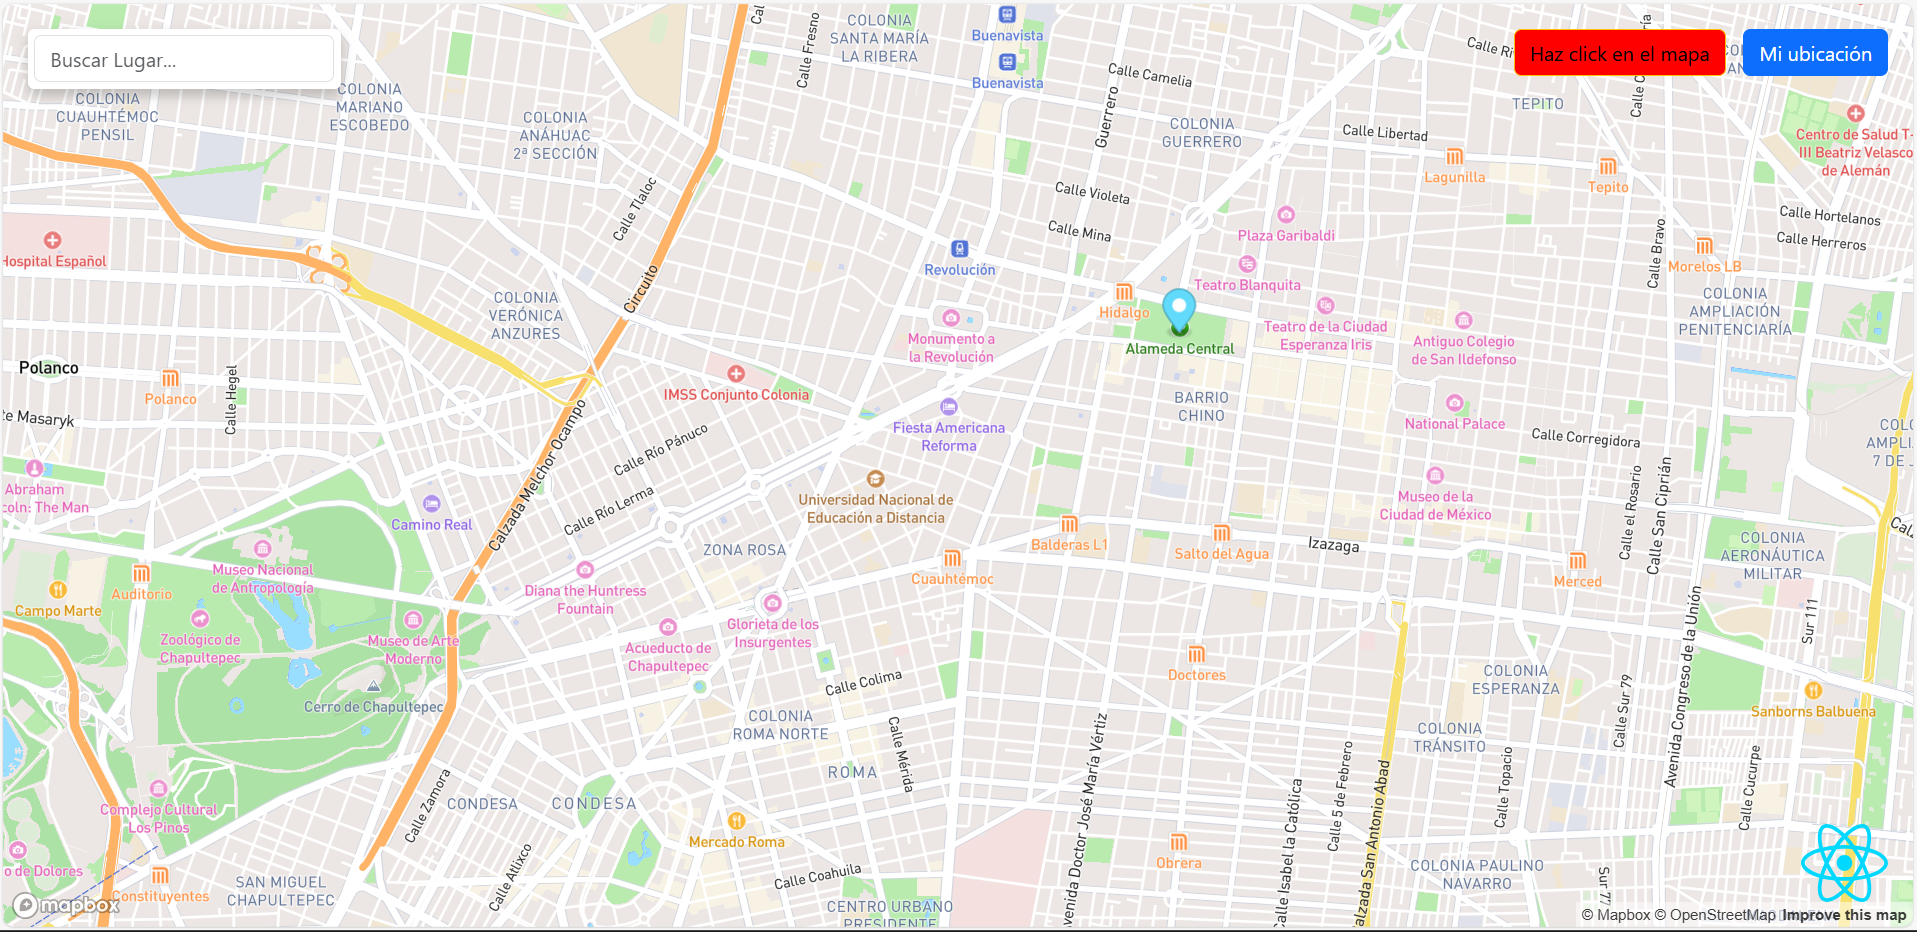 Buscar Lugar...
Haz click en el mapa
Mi ubicación
COLONIA
SANTA MARÍA
LA RIBERA
Buenavista
Buenavista
Calle Fresno
Calle Camelia
Guerrero
COLONIA
GUERRERO
Calle Libertad
TEPITO
Centro de Salud T-
III Beatriz Velasco
de Alemán
COLONIA
CUAUHTÉMOC
PENSIL
COLONIA
MARIANO
ESCOBEDO
COLONIA
ANÁHUAC
2ª SECCIÓN
Lagunilla
Tepito
Calle Tlaloc
Calle Violeta
Calle Mina
Plaza Garibaldi
Calle Bravo
Calle Hortelanos
Calle Herreros
Hospital Español
Revolución
Teatro Blanquita
Morelos LB
Circuito
COLONIA
VERÓNICA
ANZURES
Hidalgo
COLONIA
AMPLIACIÓN
PENITENCIARÍA
Monumento a
la Revolución
Alameda Central
Teatro de la Ciudad
Esperanza Iris
Antiguo Colegio
de San Ildefonso
Polanco
Polanco
Calle Hegel
IMSS Conjunto Colonia
BARRIO
CHINO
te Masaryk
Calzada Melchor Ocampo
Calle Río Pánuco
Fiesta Americana
Reforma
National Palace
Calle Corregidora
Abraham
coln: The Man
Camino Real
Calle Río Lerma
Universidad Nacional de
Educación a Distancia
Museo de la
Ciudad de México
Calle el Rosario
Calle San Ciprián
7 DE J
ZONA ROSA
Balderas L1
Salto del Agua
Izazaga
COLONIA
AERONÁUTICA
MILITAR
Museo Nacional
de Antropología
Auditorio
Campo Marte
Diana the Huntress
Fountain
Cuauhtémoc
Merced
Zoológico de
Chapultepec
Museo de Arte
Moderno
Glorieta de los
Insurgentes
Acueducto de
Chapultepec
Sur 111
Doctores
Avenida Congreso de la Unión
Cerro de Chapultepec
Calle Colima
COLONIA
ESPERANZA
Calle Sur 79
Sanborns Balbuena
COLONIA
ROMA NORTE
Calle Mérida
Avenida Doctor José María Vértiz
COLONIA
TRÁNSITO
ROMA
Calle 5 de Febrero
Calle Topacio
Calle Cucurpe
Complejo Cultural
Los Pinos
Calle Zamora
CONDESA
CONDESA
Mercado Roma
Calle Isabel la Católica
Calzada San Antonio Abad
o de Dolores
Constituyentes
SAN MIGUEL
CHAPULTEPEC
Calle Atlixco
Calle Coahuila
Obrera
COLONIA PAULINO
NAVARRO
Sur 77
CENTRO URBANO
PRESIDENTE
mapbox
© Mapbox © OpenStreetMap Improve this map